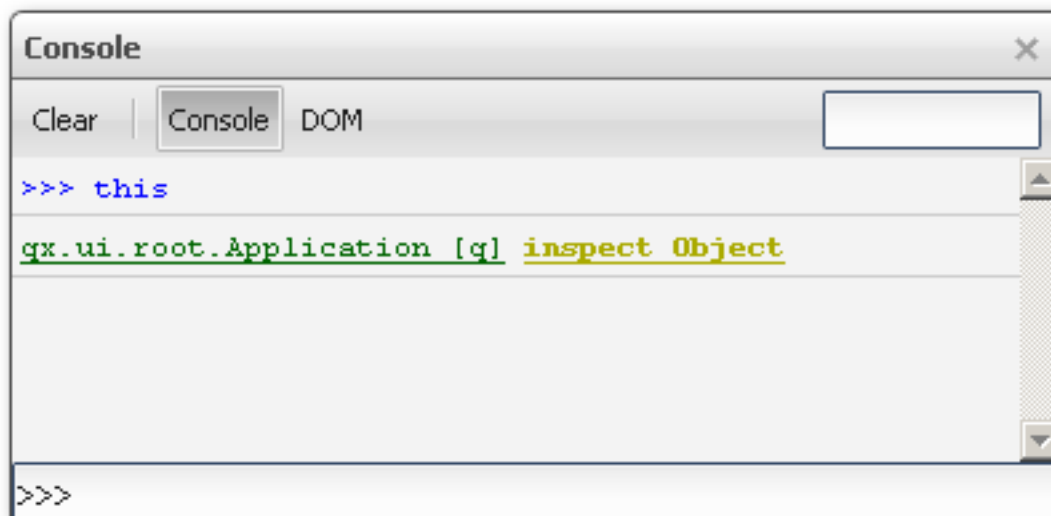 Console
Clear Console DOM
>>> this
qx.ui.root.Application [q] inspect Object
>>>